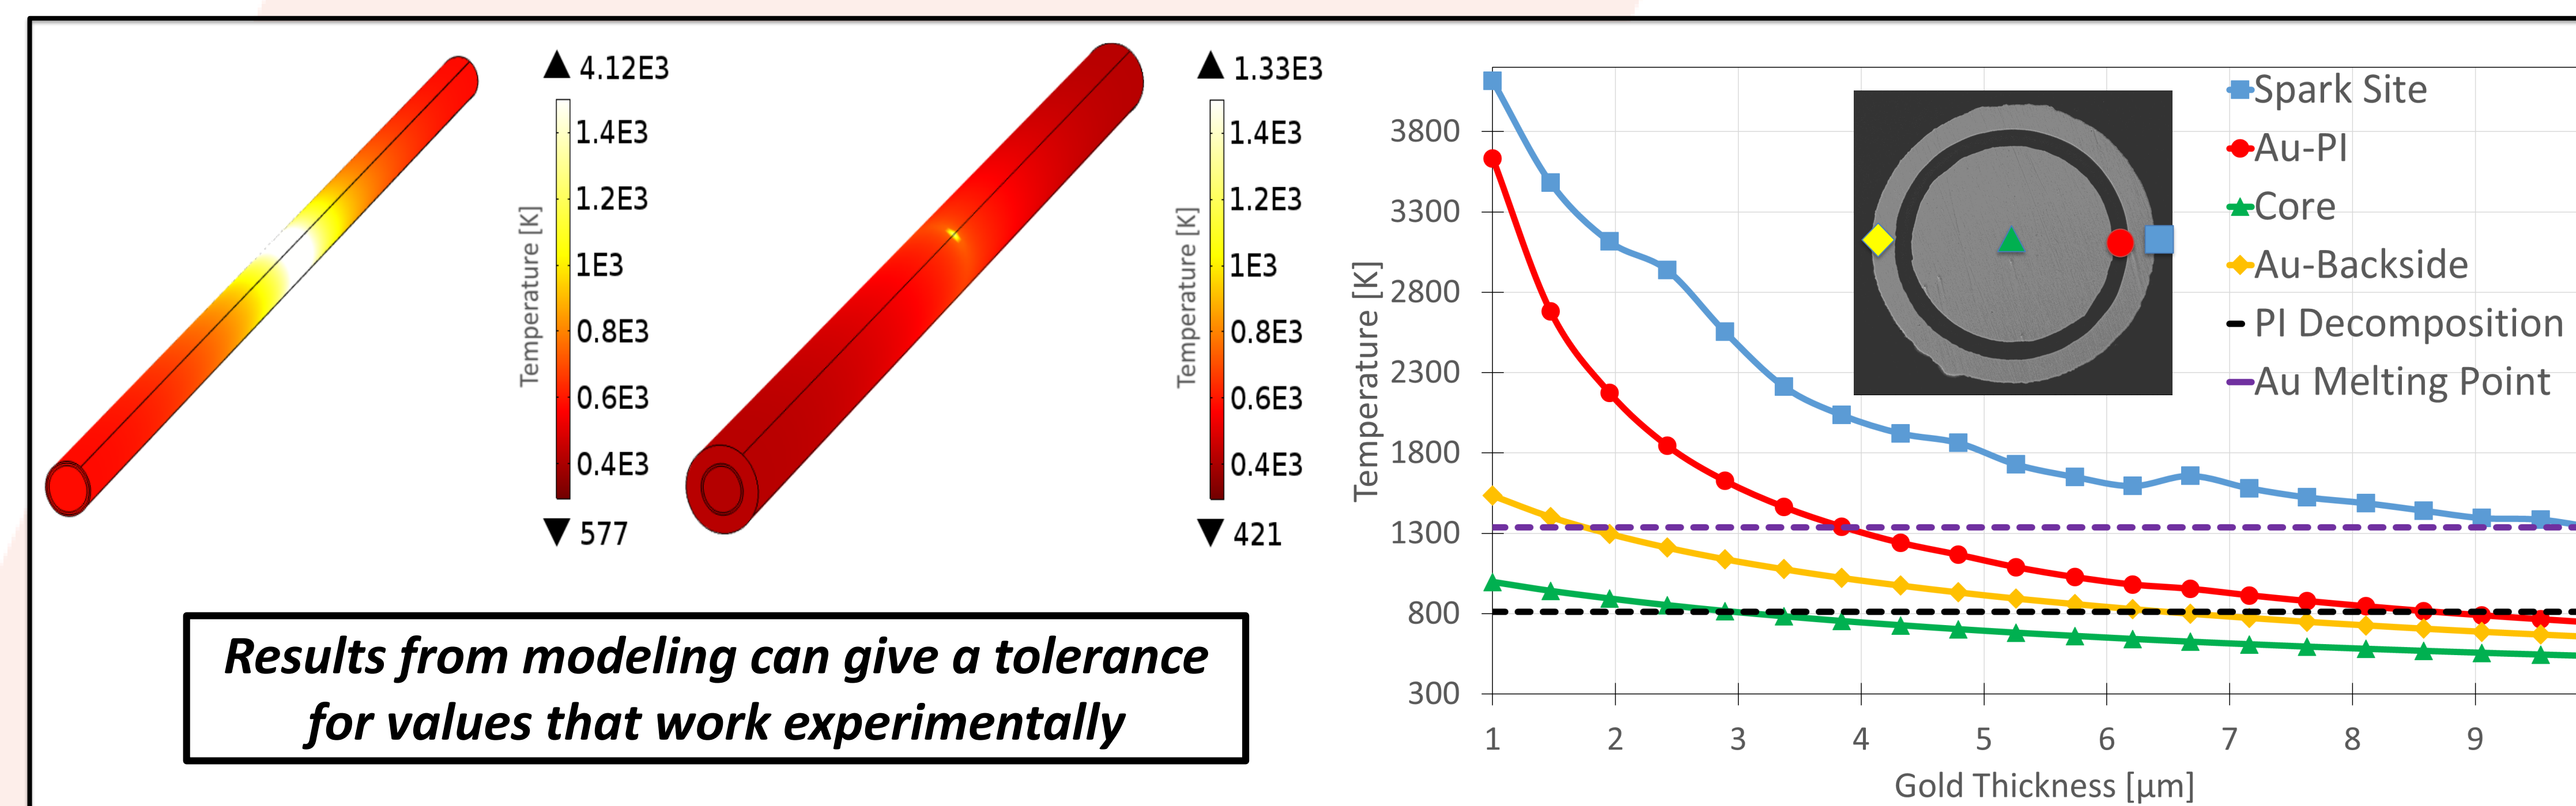 ▲ 4.12E3
1.4E3
1.2E3
1E3
0.8E3
0.6E3
0.4E3
▼ 577
Temperature [K]
▲ 1.33E3
1.4E3
1.2E3
1E3
0.8E3
0.6E3
0.4E3
▼ 421
Temperature [K]
Results from modeling can give a tolerance
for values that work experimentally
Temperature [K]
3800
3300
2800
2300
1800
1300
800
300
1 2 3 4 5 6 7 8 9
Gold Thickness [µm]
Spark Site
Au-PI
Core
Au-Backside
PI Decomposition
Au Melting Point